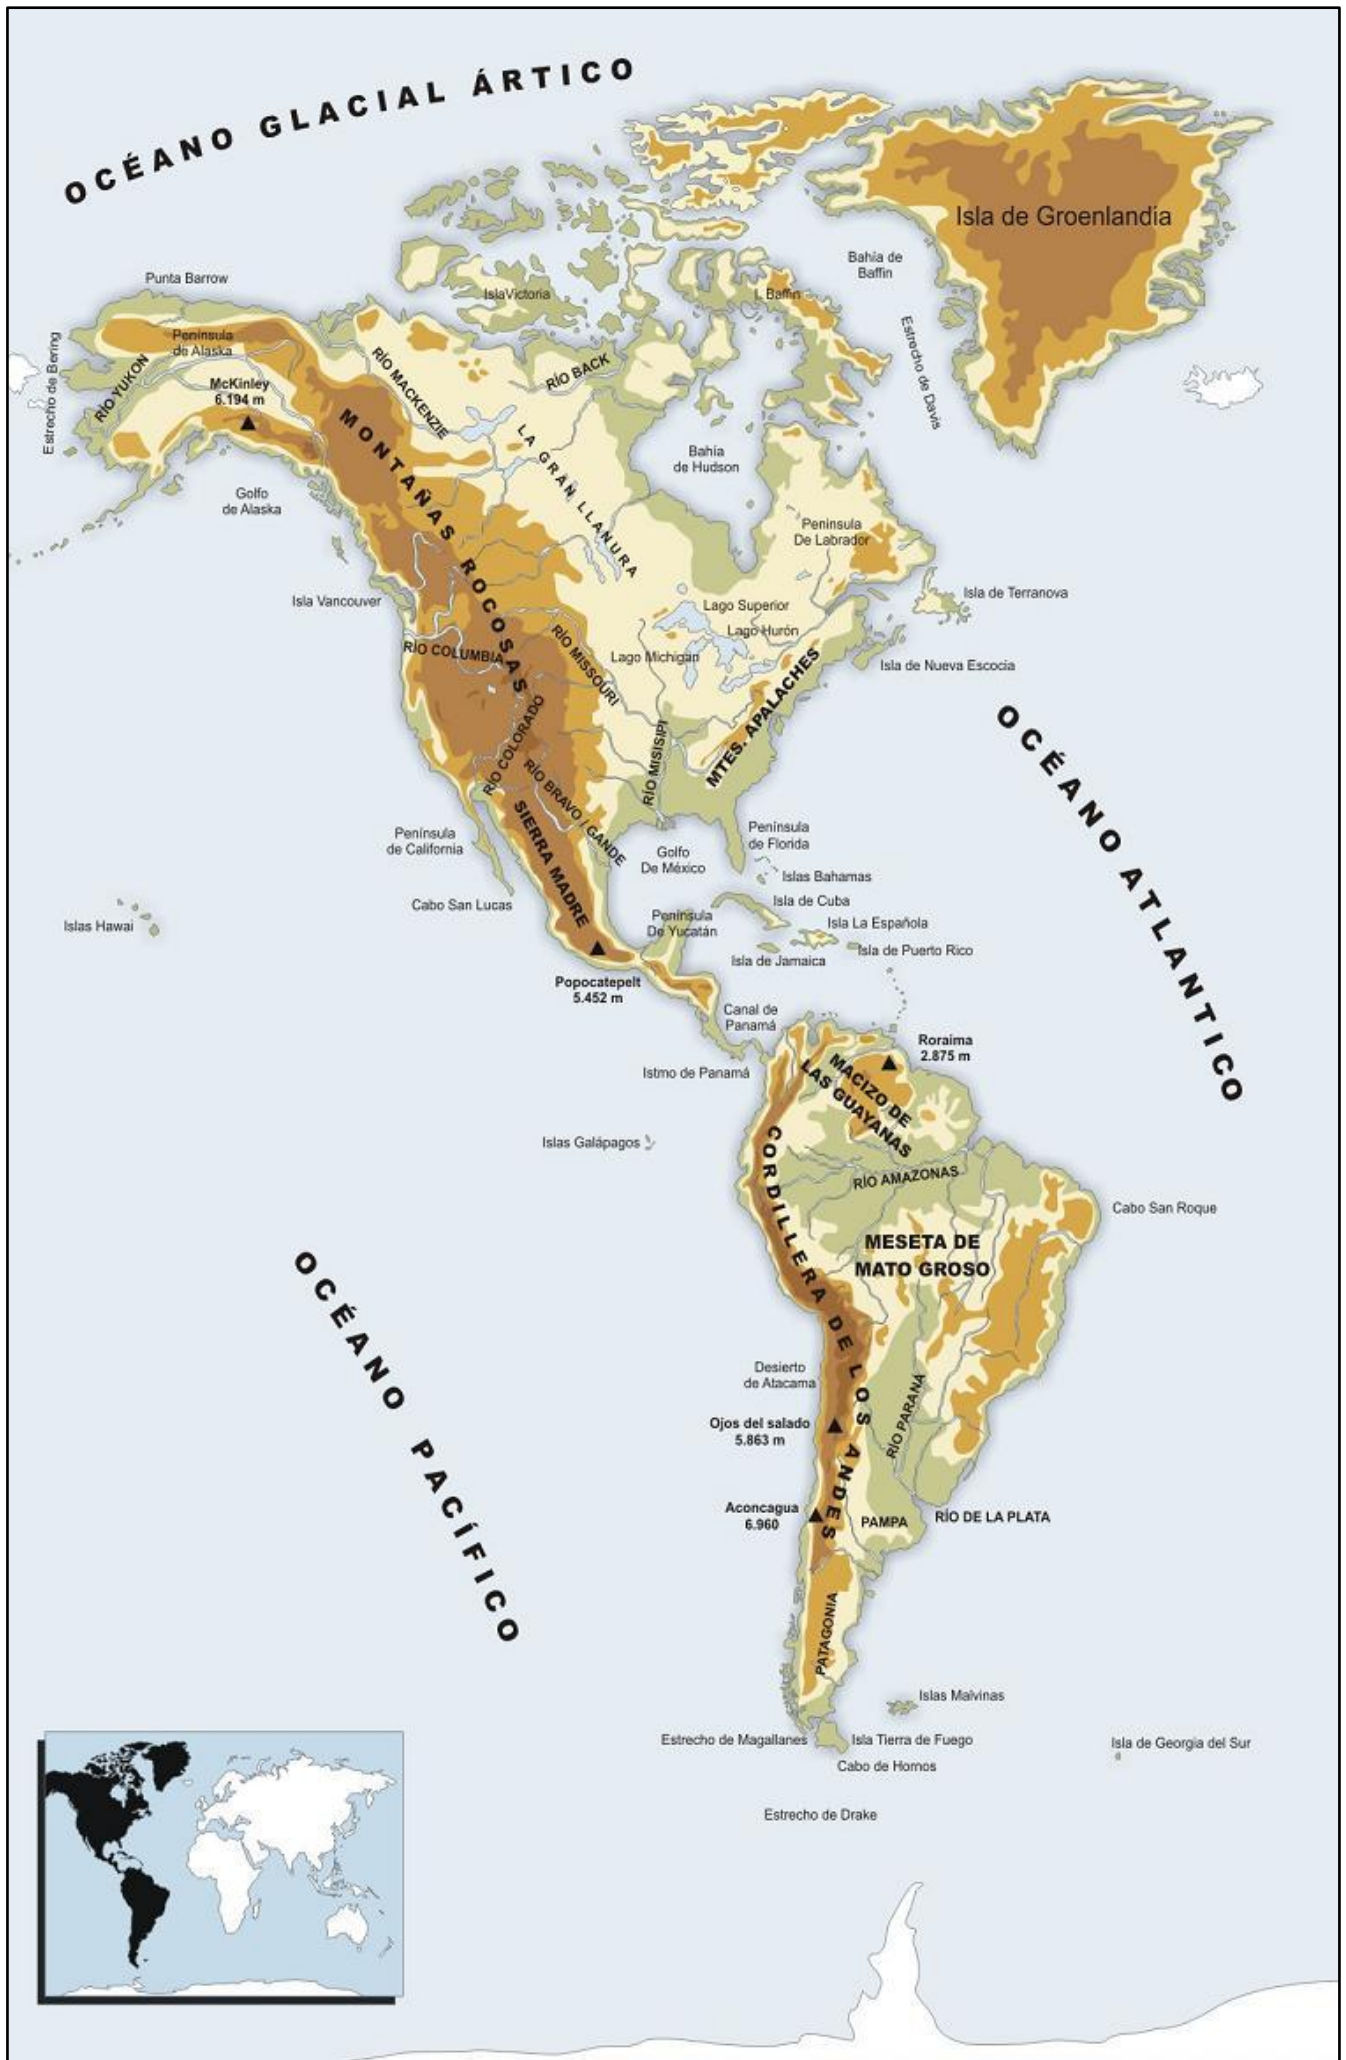 OCÉANO GLACIAL ÁRTICO
Isla de Groenlandia
Bahía de
Baffin
Punta Barrow
IslaVictoria
I. Baffin
Estrecho de Davis
Estrecho de Bering
Península
de Alaska
RÍO YUKON
McKinley
6.194 m
RÍO MACKENZIE
RÍO BACK
MONTAÑAS ROCOSAS
LA GRAN LLANURA
Bahía
de Hudson
Golfo
de Alaska
Península
De Labrador
Isla Vancouver
Lago Superior
Isla de Terranova
Lago Hurón
RÍO COLUMBIA
RÍO MISSOURI
Lago Michigan
Isla de Nueva Escocia
MTES. APALACHES
OCÉANO ATLANTICO
RÍO COLORADO
RÍO MISISIPI
RÍO BRAVO / GANDE
SIERRA MADRE
Península
de California
Península
de Florida
Golfo
De México
Islas Bahamas
Cabo San Lucas
Isla de Cuba
Islas Hawai
Península
De Yucatán
Isla La Española
Isla de Jamaica
Isla de Puerto Rico
Popocatepelt
5.452 m
Canal de
Panamá
Roraima
2.875 m
Istmo de Panamá
MACIZO DE
LAS GUAYANAS
Islas Galápagos
CORDILLERA DE LOS ANDES
RÍO AMAZONAS
Cabo San Roque
MESETA DE
MATO GROSO
OCÉANO PACÍFICO
Desierto
de Atacama
RÍO PARANÁ
Ojos del salado
5.863 m
Aconcagua
6.960
PAMPA
RÍO DE LA PLATA
PATAGONIA
Islas Malvinas
Estrecho de Magallanes
Isla Tierra de Fuego
Isla de Georgia del Sur
Cabo de Hornos
Estrecho de Drake